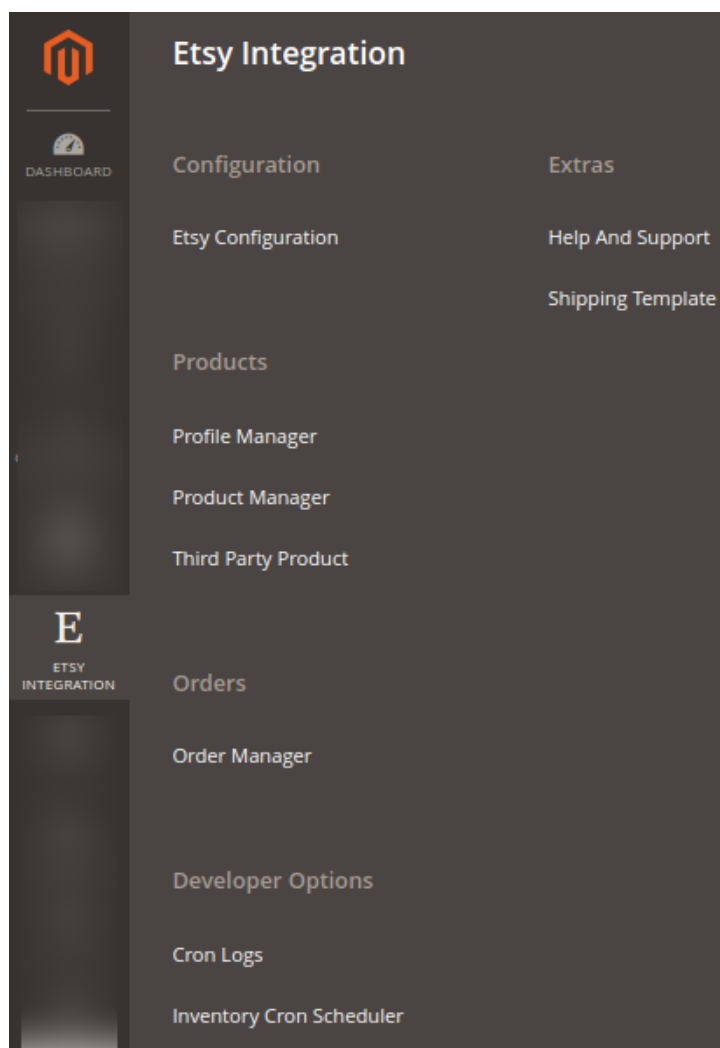 Etsy Integration
DASHBOARD
Configuration
Etsy Configuration
Products
Profile Manager
Product Manager
Third Party Product
E
ETSY
INTEGRATION
Orders
Order Manager
Developer Options
Cron Logs
Inventory Cron Scheduler
Extras
Help And Support
Shipping Template